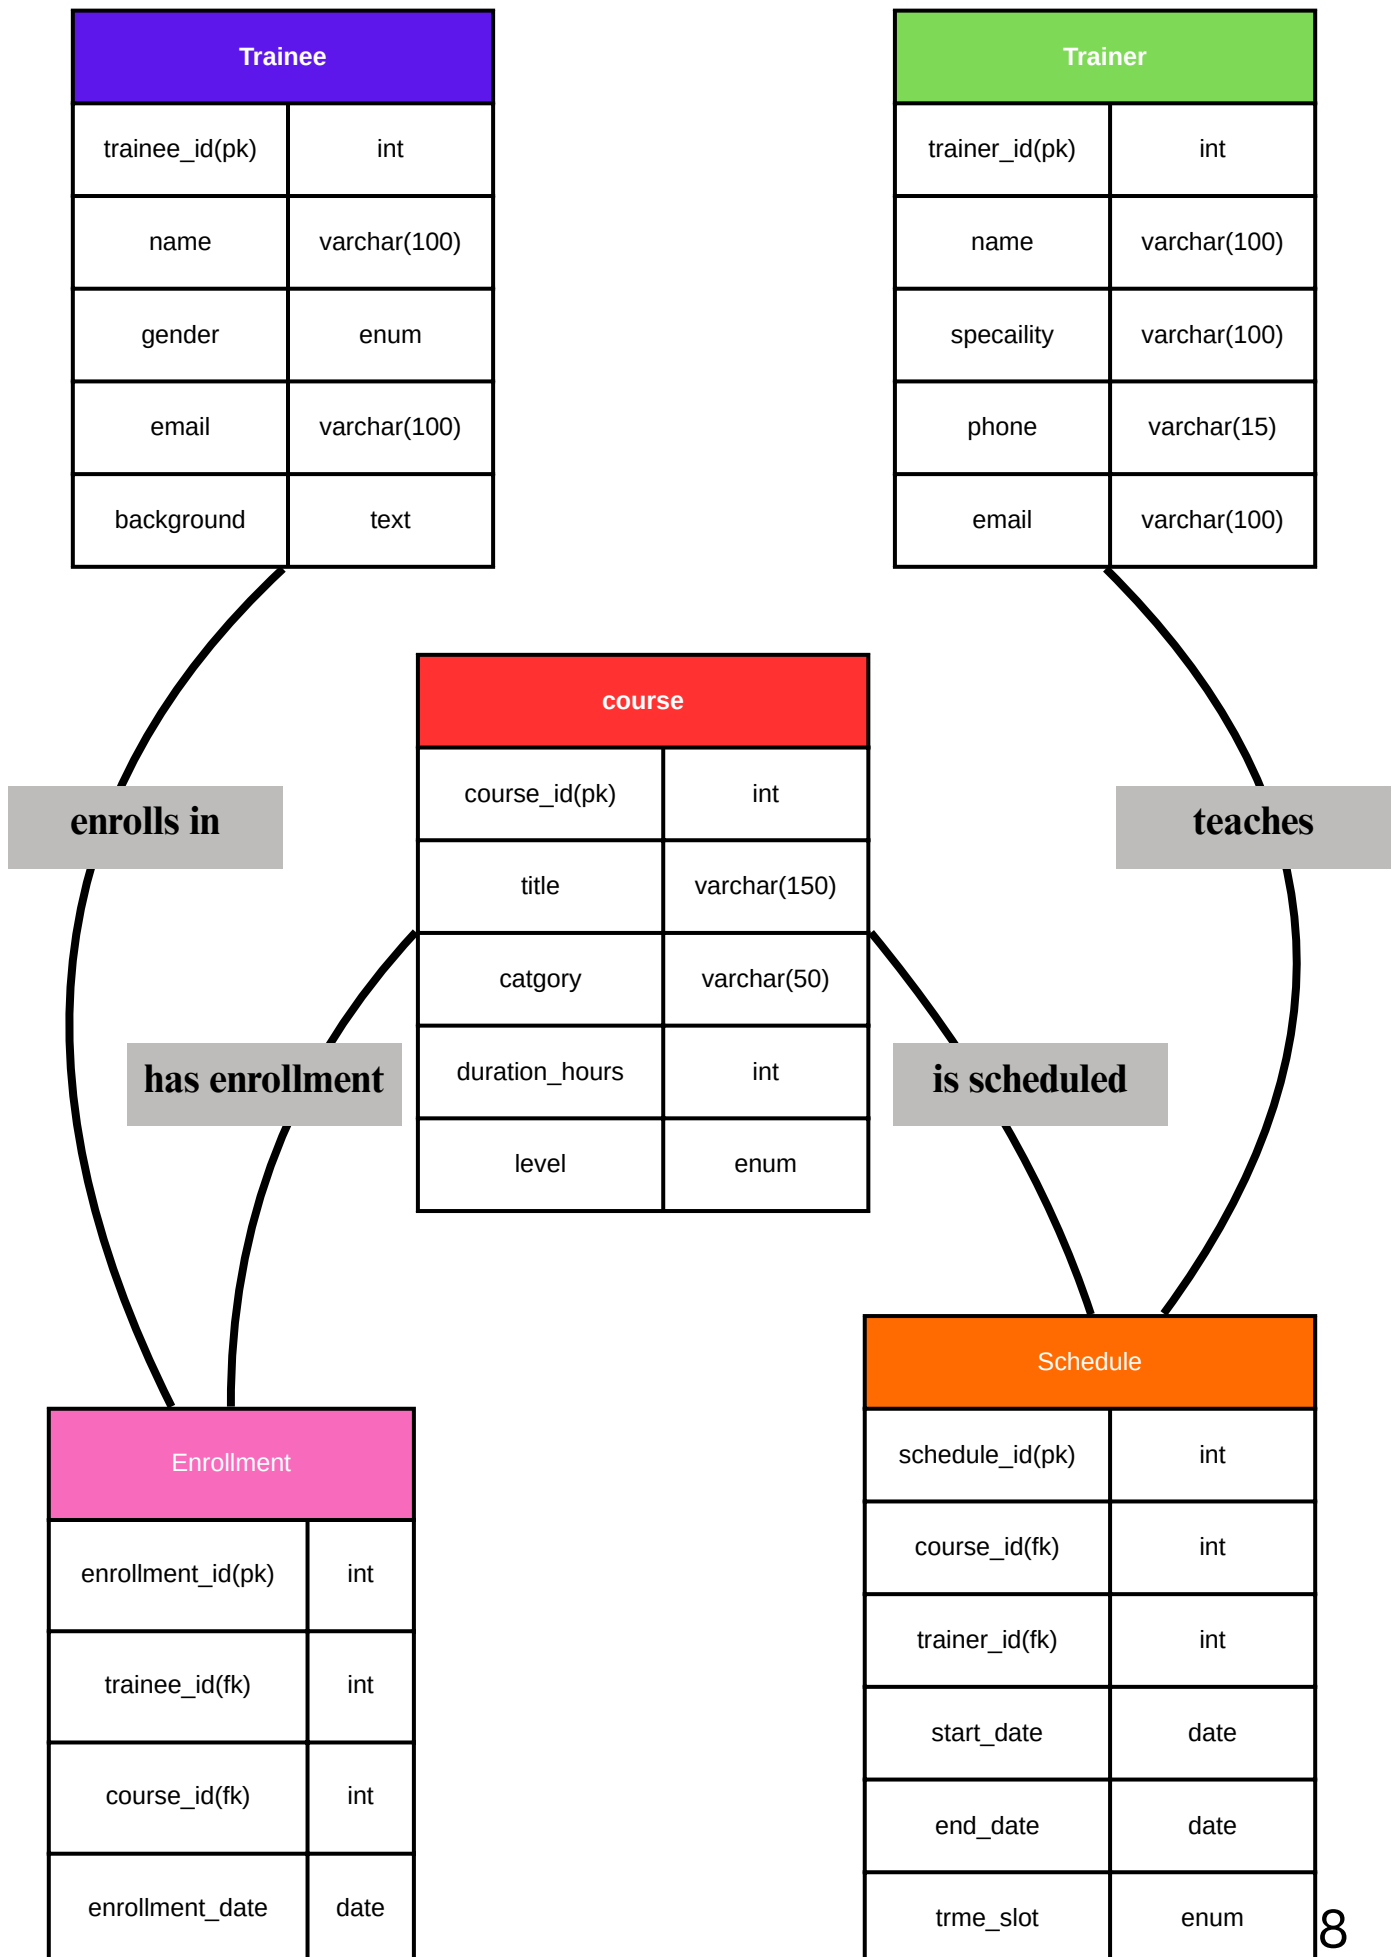 Trainee
trainee_id(pk) int
name varchar(100)
gender enum
email varchar(100)
background text
Trainer
trainer_id(pk) int
name varchar(100)
specaility varchar(100)
phone varchar(15)
email varchar(100)
course
course_id(pk) int
title varchar(150)
catgory varchar(50)
duration_hours int
level enum
enrolls in
teaches
has enrollment
is scheduled
Enrollment
enrollment_id(pk) int
trainee_id(fk) int
course_id(fk) int
enrollment_date date
Schedule
schedule_id(pk) int
course_id(fk) int
trainer_id(fk) int
start_date date
end_date date
trme_slot enum
8